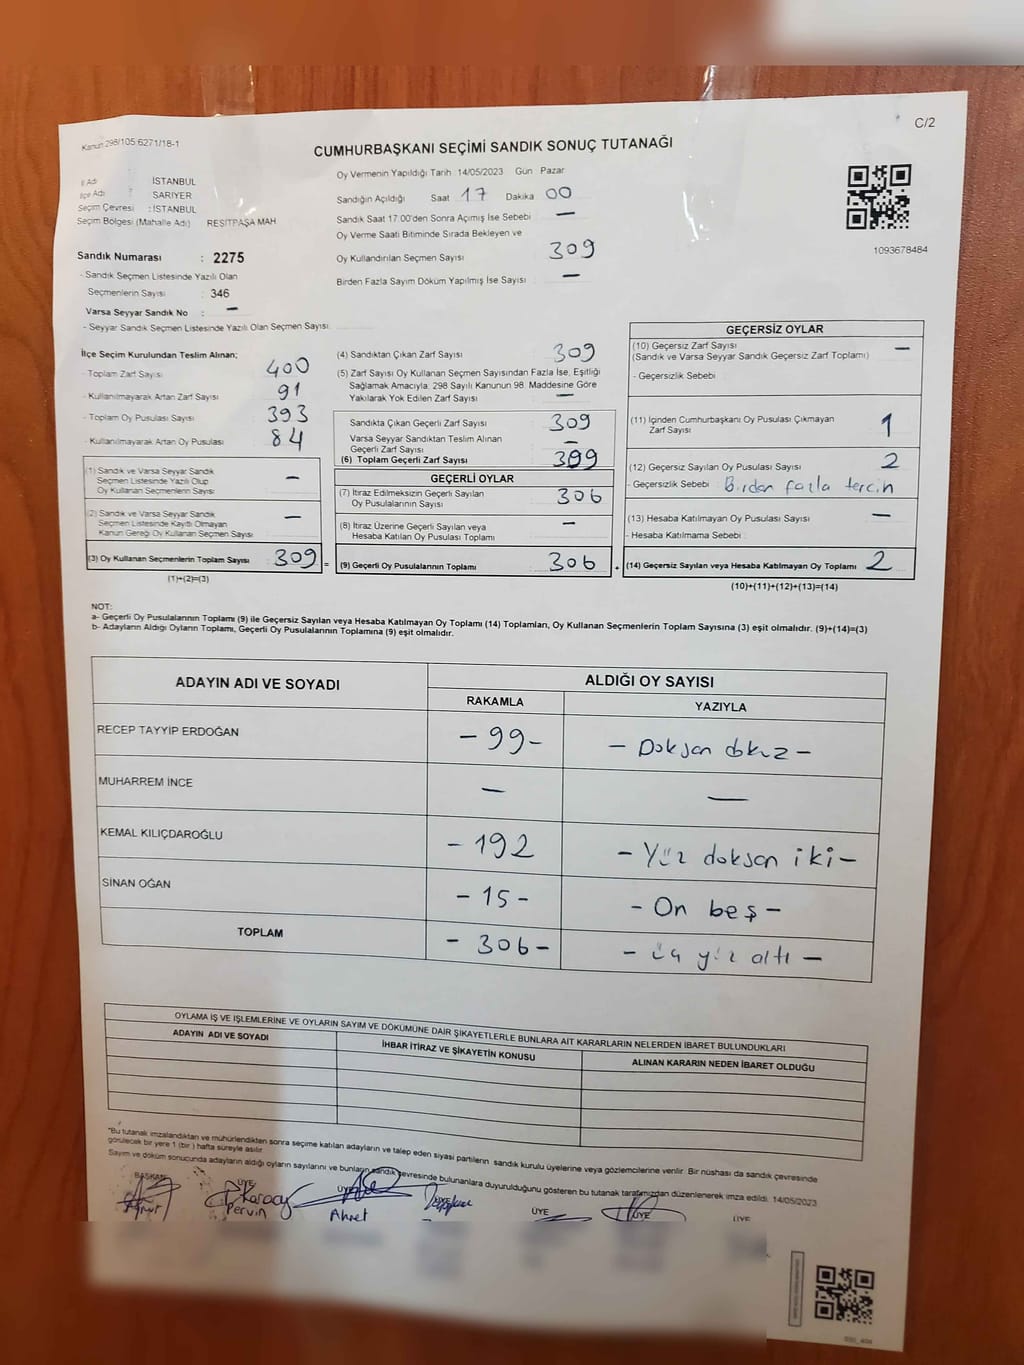 C/2
Kanun 298/105 6271/18-1
CUMHURBAŞKANI SEÇİMİ SANDIK SONUÇ TUTANAĞI
İl Adı : İSTANBUL
İlçe Adı : SARIYER
Seçim Çevresi : İSTANBUL
Seçim Bölgesi (Mahalle Adı) REŞİTPAŞA MAH
Sandık Numarası : 2275
- Sandık Seçmen Listesinde Yazılı Olan
Seçmenlerin Sayısı : 346
Varsa Seyyar Sandık No : —
- Seyyar Sandık Seçmen Listesinde Yazılı Olan Seçmen Sayısı
Oy Vermenin Yapıldığı Tarih 14/05/2023 Gün Pazar
Sandığın Açıldığı Saat 17 Dakika 00
Sandık Saat 17:00'den Sonra Açımış İse Sebebi —
Oy Verme Saati Bitiminde Sırada Bekleyen ve
Oy Kullandırılan Seçmen Sayısı 309
Birden Fazla Sayım Döküm Yapılmış İse Sayısı —
1093678484
İlçe Seçim Kurulundan Teslim Alınan;
- Toplam Zarf Sayısı 400
- Kullanılmayarak Artan Zarf Sayısı 91
- Toplam Oy Pusulası Sayısı 393
- Kullanılmayarak Artan Oy Pusulası 84
(1) Sandık ve Varsa Seyyar Sandık
Seçmen Listesinde Yazılı Olup
Oy Kullanan Seçmenlerin Sayısı —
(2) Sandık ve Varsa Seyyar Sandık
Seçmen Listesinde Kayıtlı Olmayan
Kanun Gereği Oy Kullanan Seçmen Sayısı —
(3) Oy Kullanan Seçmenlerin Toplam Sayısı 309 =
(1)+(2)=(3)
(4) Sandıktan Çıkan Zarf Sayısı 309
(5) Zarf Sayısı Oy Kullanan Seçmen Sayısından Fazla İse, Eşitliği
Sağlamak Amacıyla, 298 Sayılı Kanunun 98. Maddesine Göre
Yakılarak Yok Edilen Zarf Sayısı —
Sandıkta Çıkan Geçerli Zarf Sayısı 309
Varsa Seyyar Sandıktan Teslim Alınan
Geçerli Zarf Sayısı —
(6) Toplam Geçerli Zarf Sayısı 309
GEÇERLİ OYLAR
(7) İtiraz Edilmeksizin Geçerli Sayılan
Oy Pusulalarının Sayısı 306
(8) İtiraz Üzerine Geçerli Sayılan veya
Hesaba Katılan Oy Pusulası Toplamı —
(9) Geçerli Oy Pusulalarının Toplamı 306 +
GEÇERSİZ OYLAR
(10) Geçersiz Zarf Sayısı —
(Sandık ve Varsa Seyyar Sandık Geçersiz Zarf Toplamı)
- Geçersizlik Sebebi
(11) İçinden Cumhurbaşkanı Oy Pusulası Çıkmayan
Zarf Sayısı 1
(12) Geçersiz Sayılan Oy Pusulası Sayısı 2
- Geçersizlik Sebebi Birden fazla tercih
(13) Hesaba Katılmayan Oy Pusulası Sayısı —
- Hesaba Katılmama Sebebi
(14) Geçersiz Sayılan veya Hesaba Katılmayan Oy Toplamı 2
(10)+(11)+(12)+(13)=(14)
NOT:
a- Geçerli Oy Pusulalarının Toplamı (9) ile Geçersiz Sayılan veya Hesaba Katılmayan Oy Toplamı (14) Toplamları, Oy Kullanan Seçmenlerin Toplam Sayısına (3) eşit olmalıdır. (9)+(14)=(3)
b- Adayların Aldığı Oyların Toplamı, Geçerli Oy Pusulalarının Toplamına (9) eşit olmalıdır.
ADAYIN ADI VE SOYADI ALDIĞI OY SAYISI
RAKAMLA YAZIYLA
RECEP TAYYİP ERDOĞAN - 99 - - Doksan dokuz -
MUHARREM İNCE — —
KEMAL KILIÇDAROĞLU - 192 - Yüz doksan iki -
SİNAN OĞAN - 15 - - On beş -
TOPLAM - 306 - - üç yüz altı -
OYLAMA İŞ VE İŞLEMLERİNE VE OYLARIN SAYIM VE DÖKÜMÜNE DAİR ŞİKAYETLERLE BUNLARA AİT KARARLARIN NELERDEN İBARET BULUNDUKLARI
ADAYIN ADI VE SOYADI İHBAR İTİRAZ VE ŞİKAYETİN KONUSU ALINAN KARARIN NEDEN İBARET OLDUĞU
*Bu tutanak imzalandıktan ve mühürlendikten sonra seçime katılan adayların ve talep eden siyasi partilerin sandık kurulu üyelerine veya gözlemcilerine verilir. Bir nüshası da sandık çevresinde
görülecek bir yere 1 (bir) hafta süreyle asılır.
Sayım ve döküm sonucunda adayların aldığı oyların sayılarını ve bunların sandık çevresinde bulunanlara duyurulduğunu gösteren bu tutanak tarafımızdan düzenlenerek imza edildi. 14/05/2023
BAŞKAN ÜYE ÜYE ÜYE ÜYE ÜYE ÜYE
Pervin Ahmet